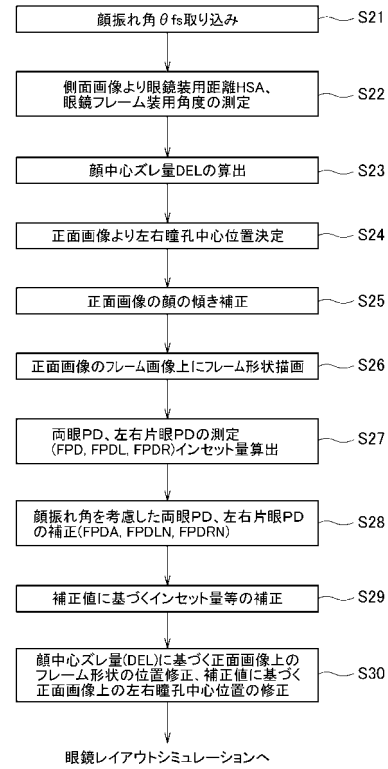 顔振れ角θfs取り込み
S21
側面画像より眼鏡装用距離HSA、
眼鏡フレーム装用角度の測定
S22
顔中心ズレ量DELの算出
S23
正面画像より左右瞳孔中心位置決定
S24
正面画像の顔の傾き補正
S25
正面画像のフレーム画像上にフレーム形状描画
S26
両眼PD、左右片眼PDの測定
(FPD, FPDL, FPDR)インセット量算出
S27
顔振れ角を考慮した両眼PD、左右片眼PD
の補正(FPDA, FPDLN, FPDRN)
S28
補正値に基づくインセット量等の補正
S29
顔中心ズレ量(DEL)に基づく正面画像上の
フレーム形状の位置修正、補正値に基づく
正面画像上の左右瞳孔中心位置の修正
S30
眼鏡レイアウトシミュレーションへ